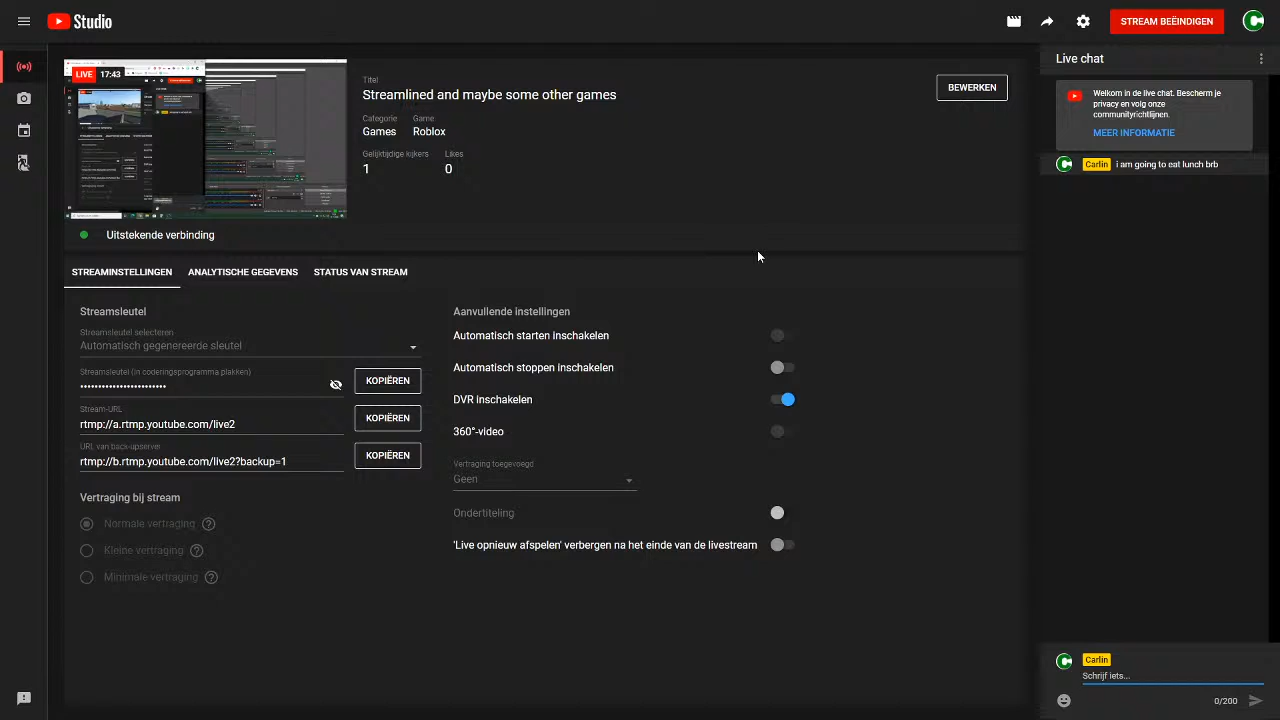 Studio
STREAM BEËINDIGEN
LIVE 17:43
Titel
Streamlined and maybe some other games
BEWERKEN
Categorie Game
Games Roblox
Gelijktijdige kijkers Likes
1 0
Uitstekende verbinding
live chat
Welkom in de live chat. Bescherm je
privacy en volg onze
communityrichtlijnen.
MEER INFORMATIE
Carlin i am going to eat lunch brb
STREAMINSTELLINGEN ANALYTISCHE GEGEVENS STATUS VAN STREAM
Streamsleutel
Streamsleutel selecteren
Automatisch gegenereerde sleutel
Streamsleutel (in coderingsprogramma plakken)
••••••••••••••••••••••••
KOPIËREN
Stream-URL
rtmp://a.rtmp.youtube.com/live2
KOPIËREN
URL van back-upserver
rtmp://b.rtmp.youtube.com/live2?backup=1
KOPIËREN
Vertraging bij stream
Normale vertraging
Kleine vertraging
Minimale vertraging
Aanvullende instellingen
Automatisch starten inschakelen
Automatisch stoppen inschakelen
DVR inschakelen
360°-video
Vertraging toegevoegd
Geen
Ondertiteling
'Live opnieuw afspelen' verbergen na het einde van de livestream
Carlin
Schrijf iets...
0/200